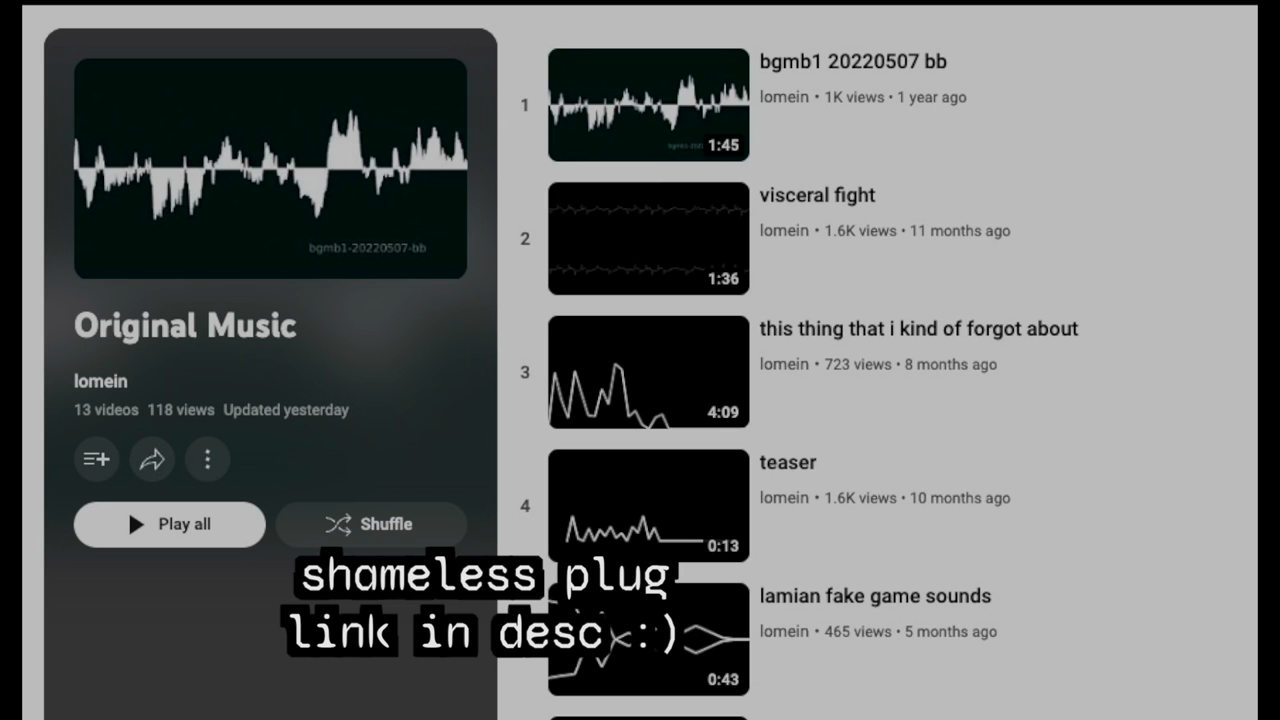 bgmb1-20220507-bb
Original Music
lomein
13 videos 118 views Updated yesterday
Play all
Shuffle
1
1:45
bgmb1 20220507 bb
lomein • 1K views • 1 year ago
2
1:36
visceral fight
lomein • 1.6K views • 11 months ago
3
4:09
this thing that i kind of forgot about
lomein • 723 views • 8 months ago
4
0:13
teaser
lomein • 1.6K views • 10 months ago
0:43
lamian fake game sounds
lomein • 465 views • 5 months ago
shameless plug
link in desc :)